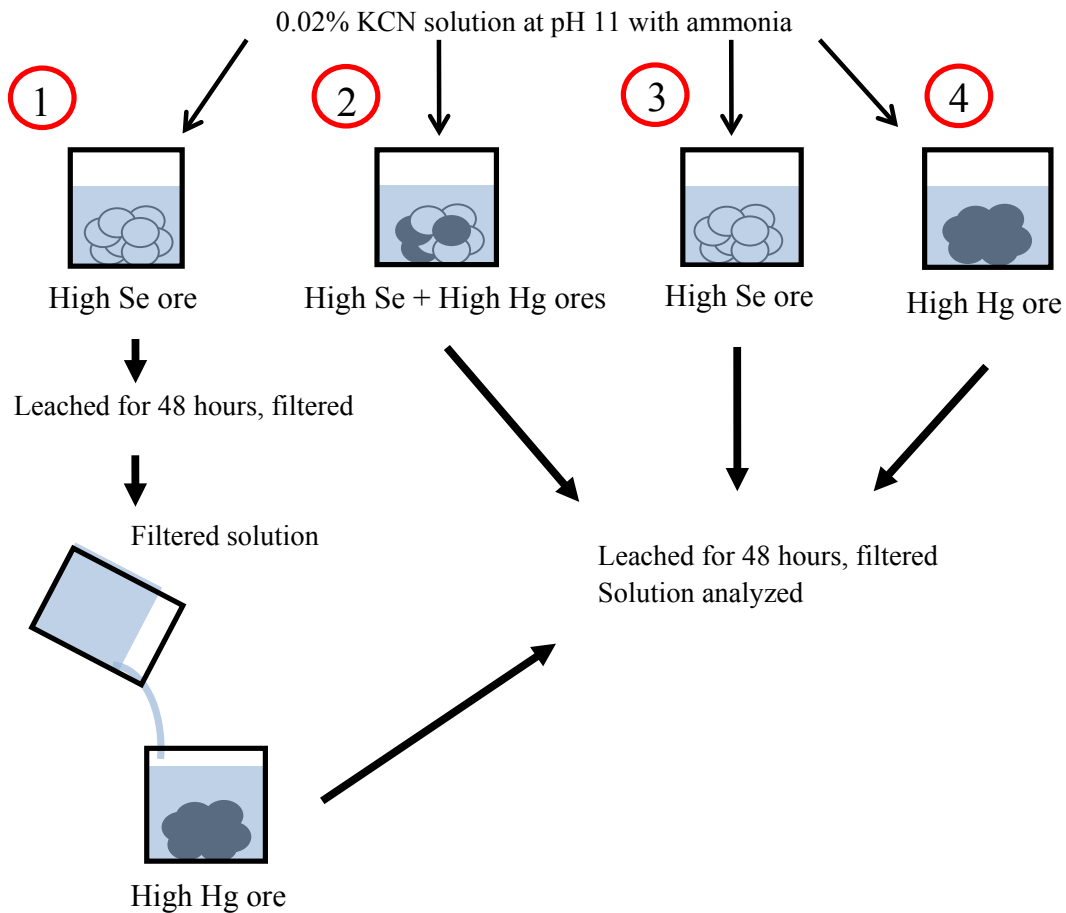 0.02% KCN solution at pH 11 with ammonia
1
2
3
4
High Se ore
High Se + High Hg ores
High Se ore
High Hg ore
Leached for 48 hours, filtered
Filtered solution
Leached for 48 hours, filtered
Solution analyzed
High Hg ore